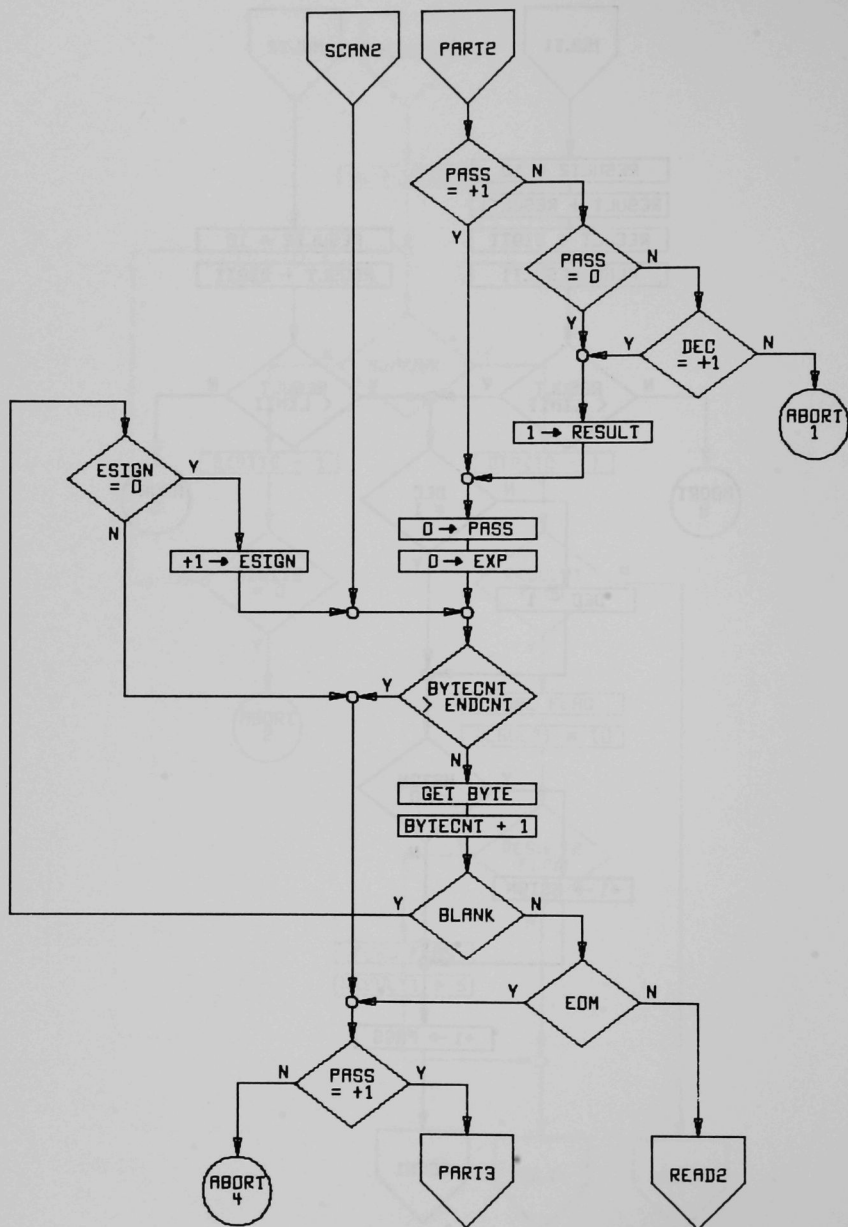 SCAN2
PART2
PASS
= +1
N
Y
PASS
= 0
N
Y
DEC
= +1
Y
N
ABORT
1
1 → RESULT
ESIGN
= 0
Y
N
+1 → ESIGN
0 → PASS
0 → EXP
BYTECNT
> ENDCNT
Y
N
GET BYTE
BYTECNT + 1
BLANK
Y
N
EOM
Y
N
PASS
= +1
N
Y
ABORT
4
PART3
READ2